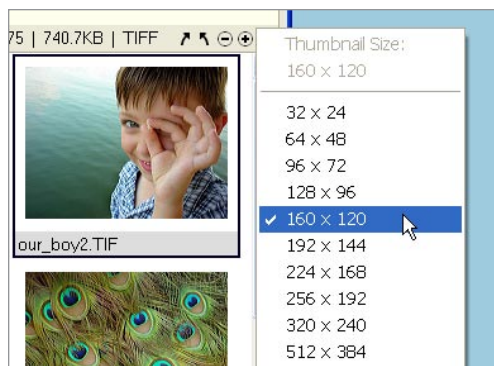 75 | 740.7KB | TIFF
our_boy2.TIF
Thumbnail Size:
160 x 120
32 x 24
64 x 48
96 x 72
128 x 96
160 x 120
192 x 144
224 x 168
256 x 192
320 x 240
512 x 384